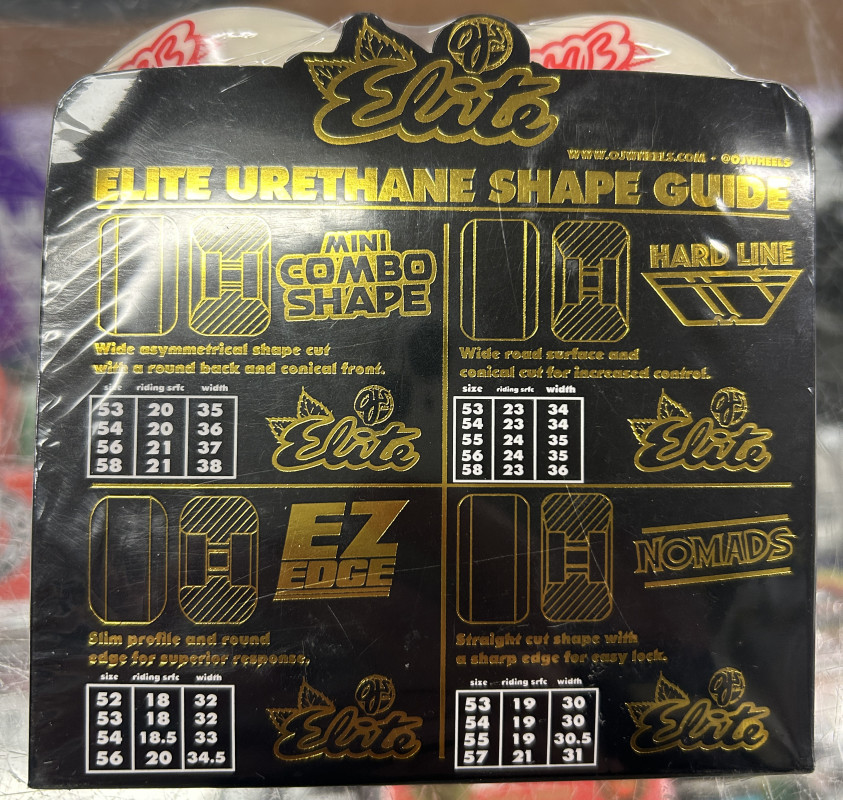 OJ's
Elite
WWW.OJWHEELS.COM • @OJWHEELS
ELITE URETHANE SHAPE GUIDE
MINI
COMBO
SHAPE
Wide asymmetrical shape cut
with a round back and conical front.
size riding srfc width
53 20 35
54 20 36
56 21 37
58 21 38
OJ's
Elite
HARD LINE
Wide road surface and
conical cut for increased control.
size riding srfc width
53 23 34
54 23 34
55 24 35
56 24 35
58 23 36
OJ's
Elite
EZ
EDGE
Slim profile and round
edge for superior response.
size riding srfc width
52 18 32
53 18 32
54 18.5 33
56 20 34.5
OJ's
Elite
NOMADS
Straight cut shape with
a sharp edge for easy lock.
size riding srfc width
53 19 30
54 19 30
55 19 30.5
57 21 31
OJ's
Elite